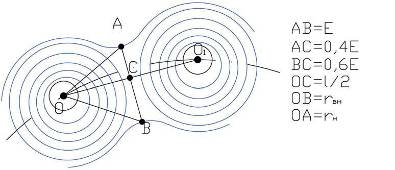 A
O₁
C
O
B
AB=E
AC=0,4E
BC=0,6E
OC=l/2
OB=rвн
OA=rн